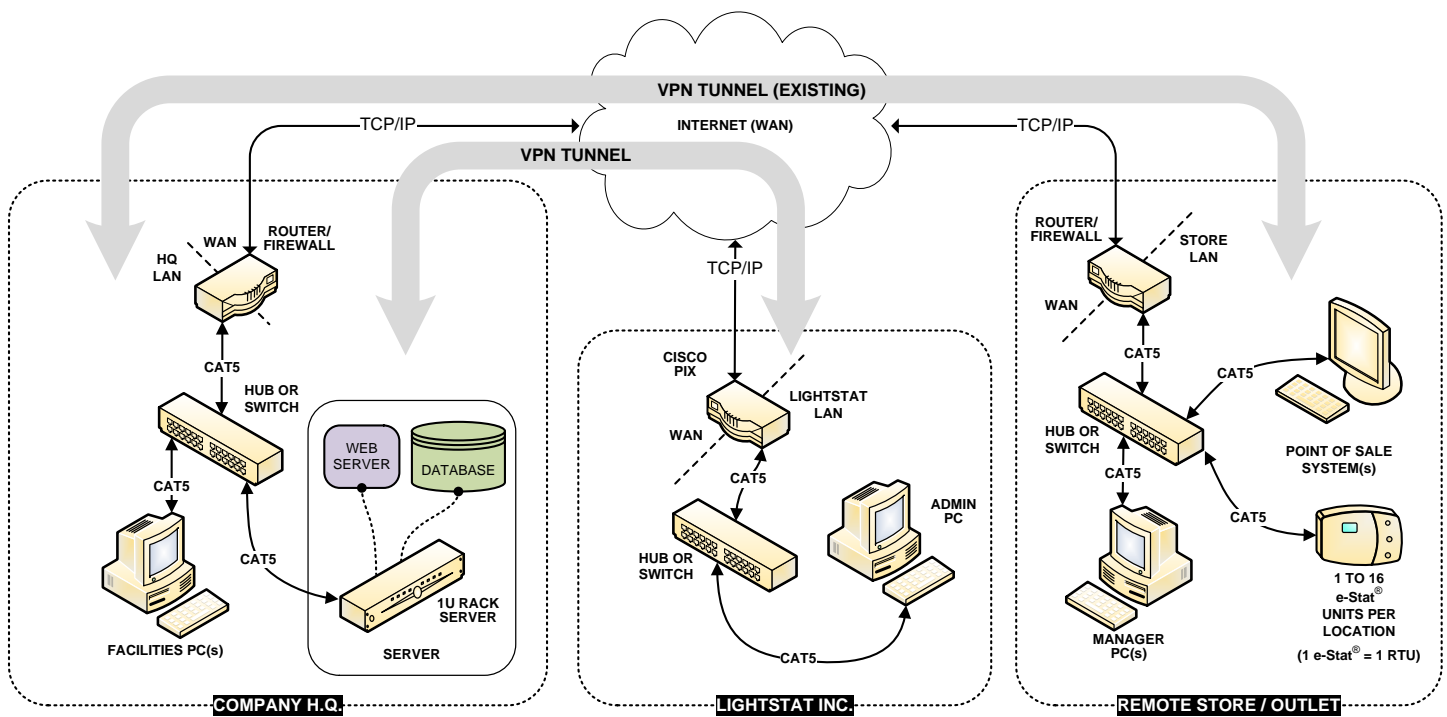 VPN TUNNEL (EXISTING)
INTERNET (WAN)
TCP/IP
TCP/IP
VPN TUNNEL
TCP/IP
WAN
ROUTER/
FIREWALL
HQ
LAN
CAT5
HUB OR
SWITCH
CAT5
CAT5
WEB
SERVER
DATABASE
1U RACK
SERVER
SERVER
FACILITIES PC(s)
COMPANY H.Q.
CISCO
PIX
LIGHTSTAT
LAN
WAN
CAT5
HUB OR
SWITCH
ADMIN
PC
CAT5
LIGHTSTAT INC.
ROUTER/
FIREWALL
STORE
LAN
WAN
CAT5
CAT5
HUB OR
SWITCH
POINT OF SALE
SYSTEM(s)
CAT5
CAT5
MANAGER
PC(s)
1 TO 16
e-Stat®
UNITS PER
LOCATION
(1 e-Stat® = 1 RTU)
REMOTE STORE / OUTLET